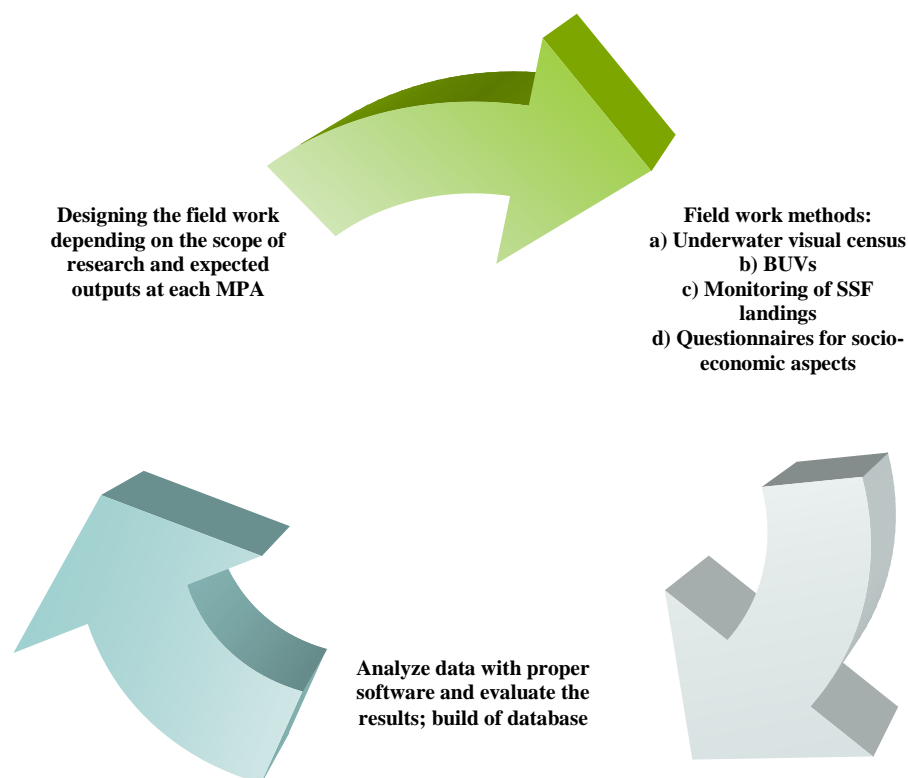 Designing the field work
depending on the scope of
research and expected
outputs at each MPA
Field work methods:
a) Underwater visual census
b) BUVs
c) Monitoring of SSF
landings
d) Questionnaires for socio-
economic aspects
Analyze data with proper
software and evaluate the
results; build of database